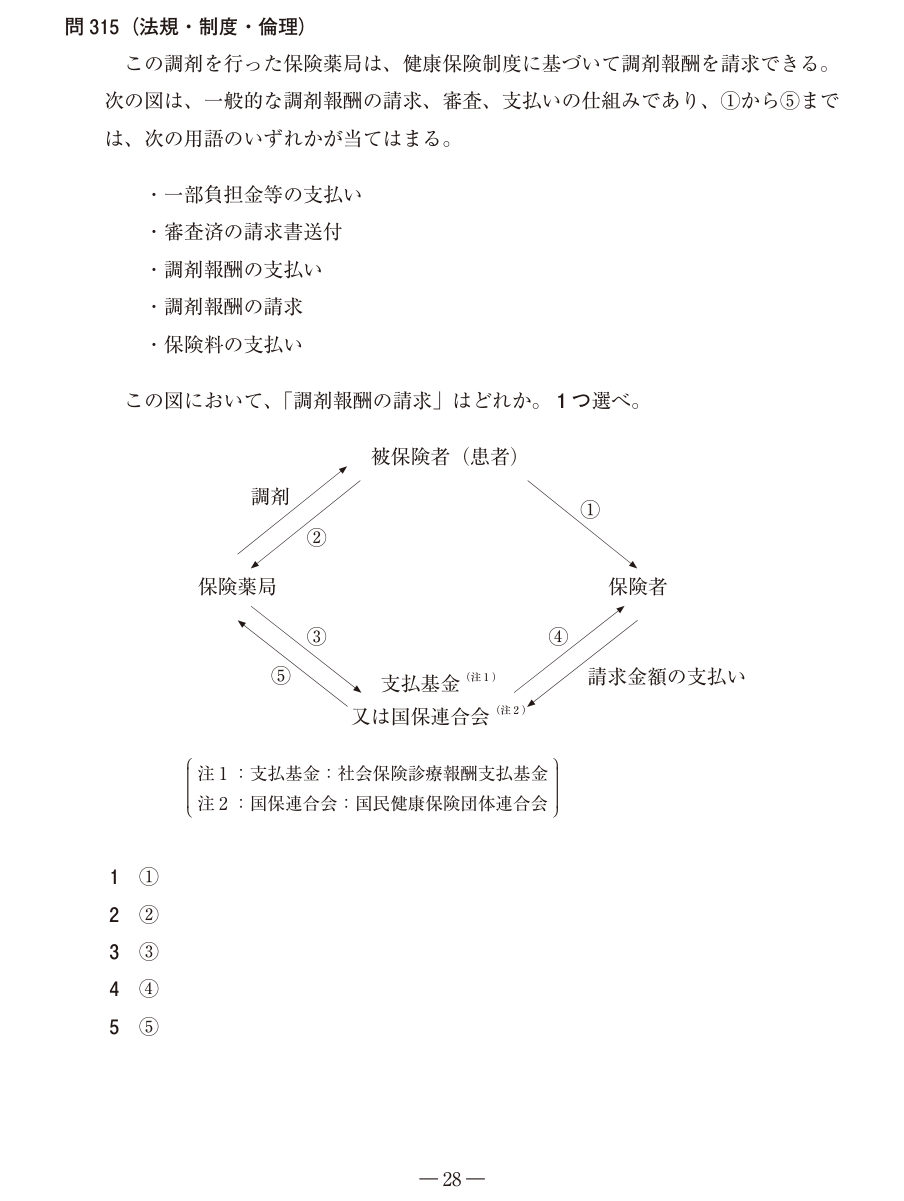 問 315（法規・制度・倫理）
この調剤を行った保険薬局は、健康保険制度に基づいて調剤報酬を請求できる。
次の図は、一般的な調剤報酬の請求、審査、支払いの仕組みであり、①から⑤まで
は、次の用語のいずれかが当てはまる。
・一部負担金等の支払い
・審査済の請求書送付
・調剤報酬の支払い
・調剤報酬の請求
・保険料の支払い
この図において、「調剤報酬の請求」はどれか。1つ選べ。
被保険者（患者）
調剤
①
②
保険薬局
保険者
③
④
⑤
支払基金（注1）
請求金額の支払い
又は国保連合会（注2）
注1：支払基金：社会保険診療報酬支払基金
注2：国保連合会：国民健康保険団体連合会
1 ①
2 ②
3 ③
4 ④
5 ⑤
— 28 —